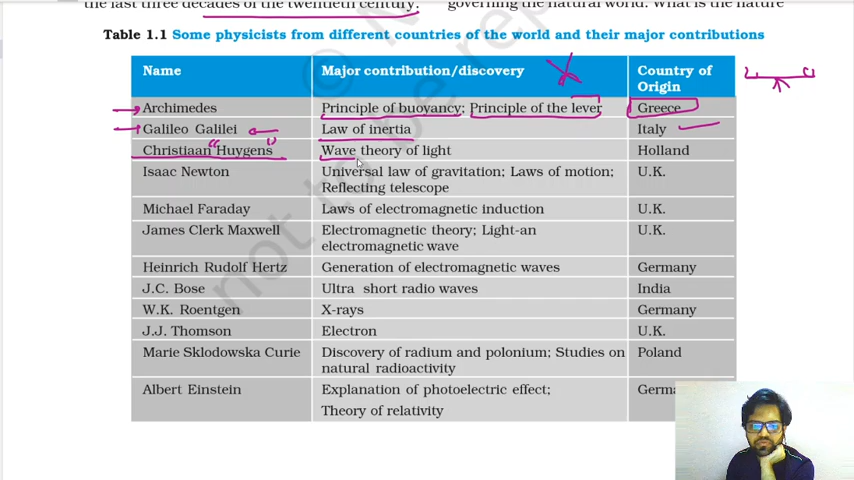 the last three decades of the twentieth century.
governing the natural world. What is the nature
Table 1.1 Some physicists from different countries of the world and their major contributions
Name Major contribution/discovery Country of
Origin
Archimedes Principle of buoyancy; Principle of the lever Greece
Galileo Galilei Law of inertia Italy
Christiaan Huygens Wave theory of light Holland
Isaac Newton Universal law of gravitation; Laws of motion; U.K.
Reflecting telescope
Michael Faraday Laws of electromagnetic induction U.K.
James Clerk Maxwell Electromagnetic theory; Light-an U.K.
electromagnetic wave
Heinrich Rudolf Hertz Generation of electromagnetic waves Germany
J.C. Bose Ultra short radio waves India
W.K. Roentgen X-rays Germany
J.J. Thomson Electron U.K.
Marie Sklodowska Curie Discovery of radium and polonium; Studies on Poland
natural radioactivity
Albert Einstein Explanation of photoelectric effect;
Theory of relativity
not to be rep